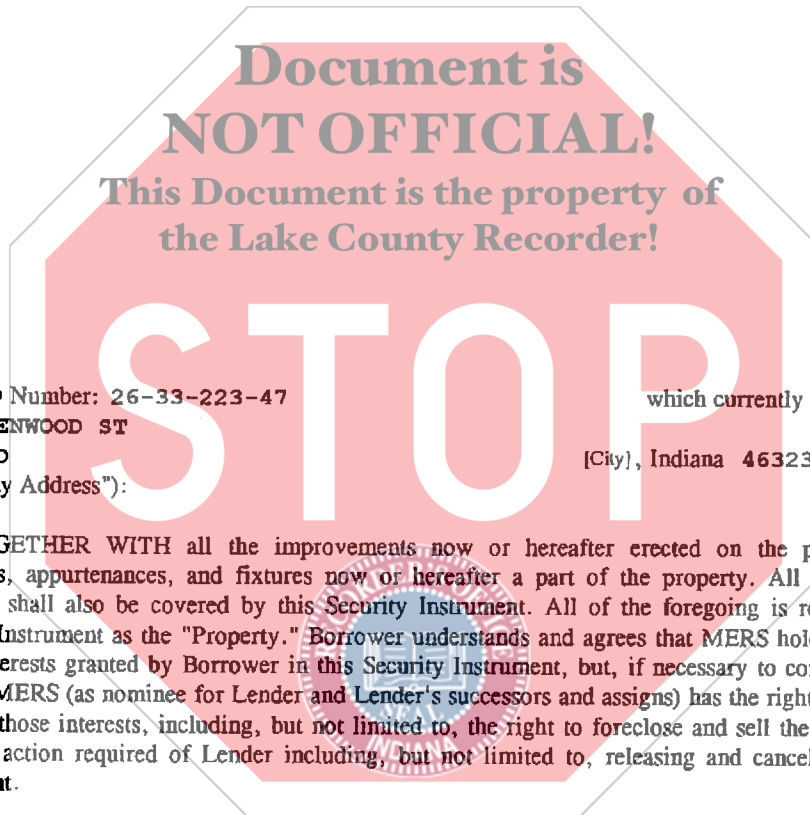 Document is
NOT OFFICIAL!
This Document is the property of
the Lake County Recorder!
STOP
Number: 26-33-223-47 which currently
ENWOOD ST
[City], Indiana 46323
y Address"):
GETHER WITH all the improvements now or hereafter erected on the p
s, appurtenances, and fixtures now or hereafter a part of the property. All
shall also be covered by this Security Instrument. All of the foregoing is re
Instrument as the "Property." Borrower understands and agrees that MERS hol
erests granted by Borrower in this Security Instrument, but, if necessary to co
MERS (as nominee for Lender and Lender's successors and assigns) has the right
those interests, including, but not limited to, the right to foreclose and sell the
action required of Lender including, but not limited to, releasing and cancel
t.
SEAL
INDIANA